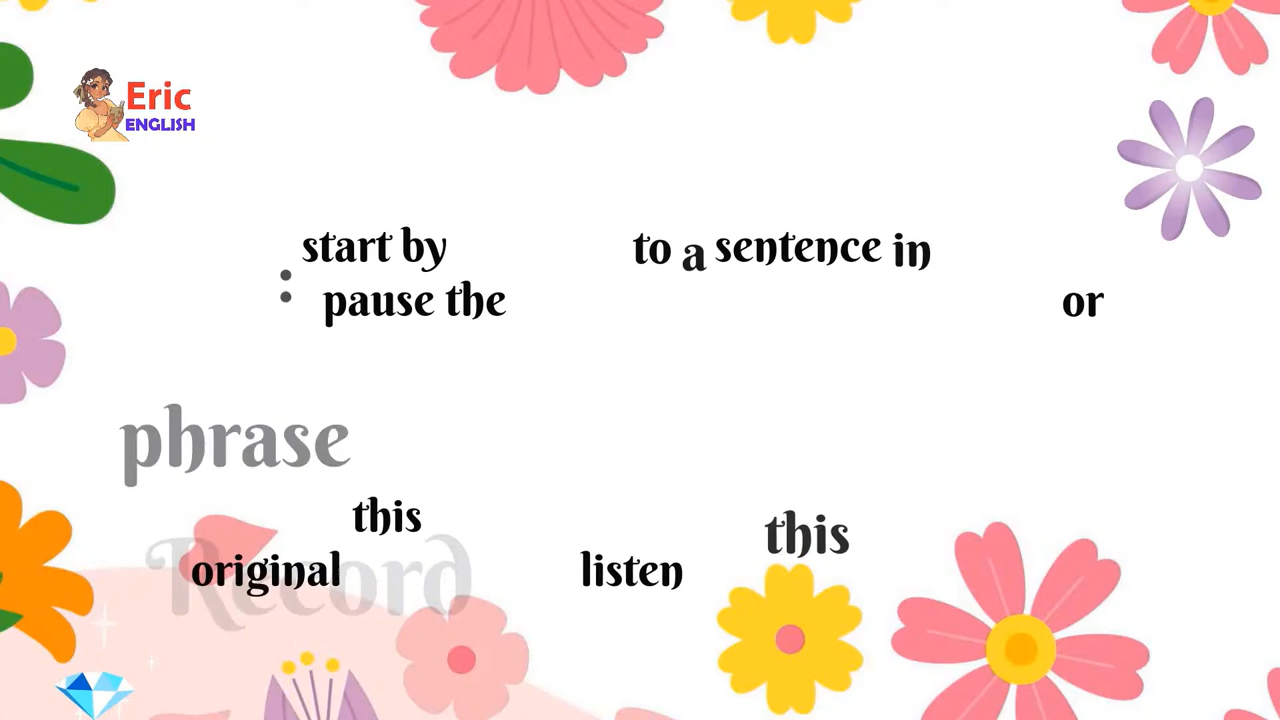 Eric
ENGLISH
start by to a sentence in
: pause the or
phrase
this this
original listen
Record